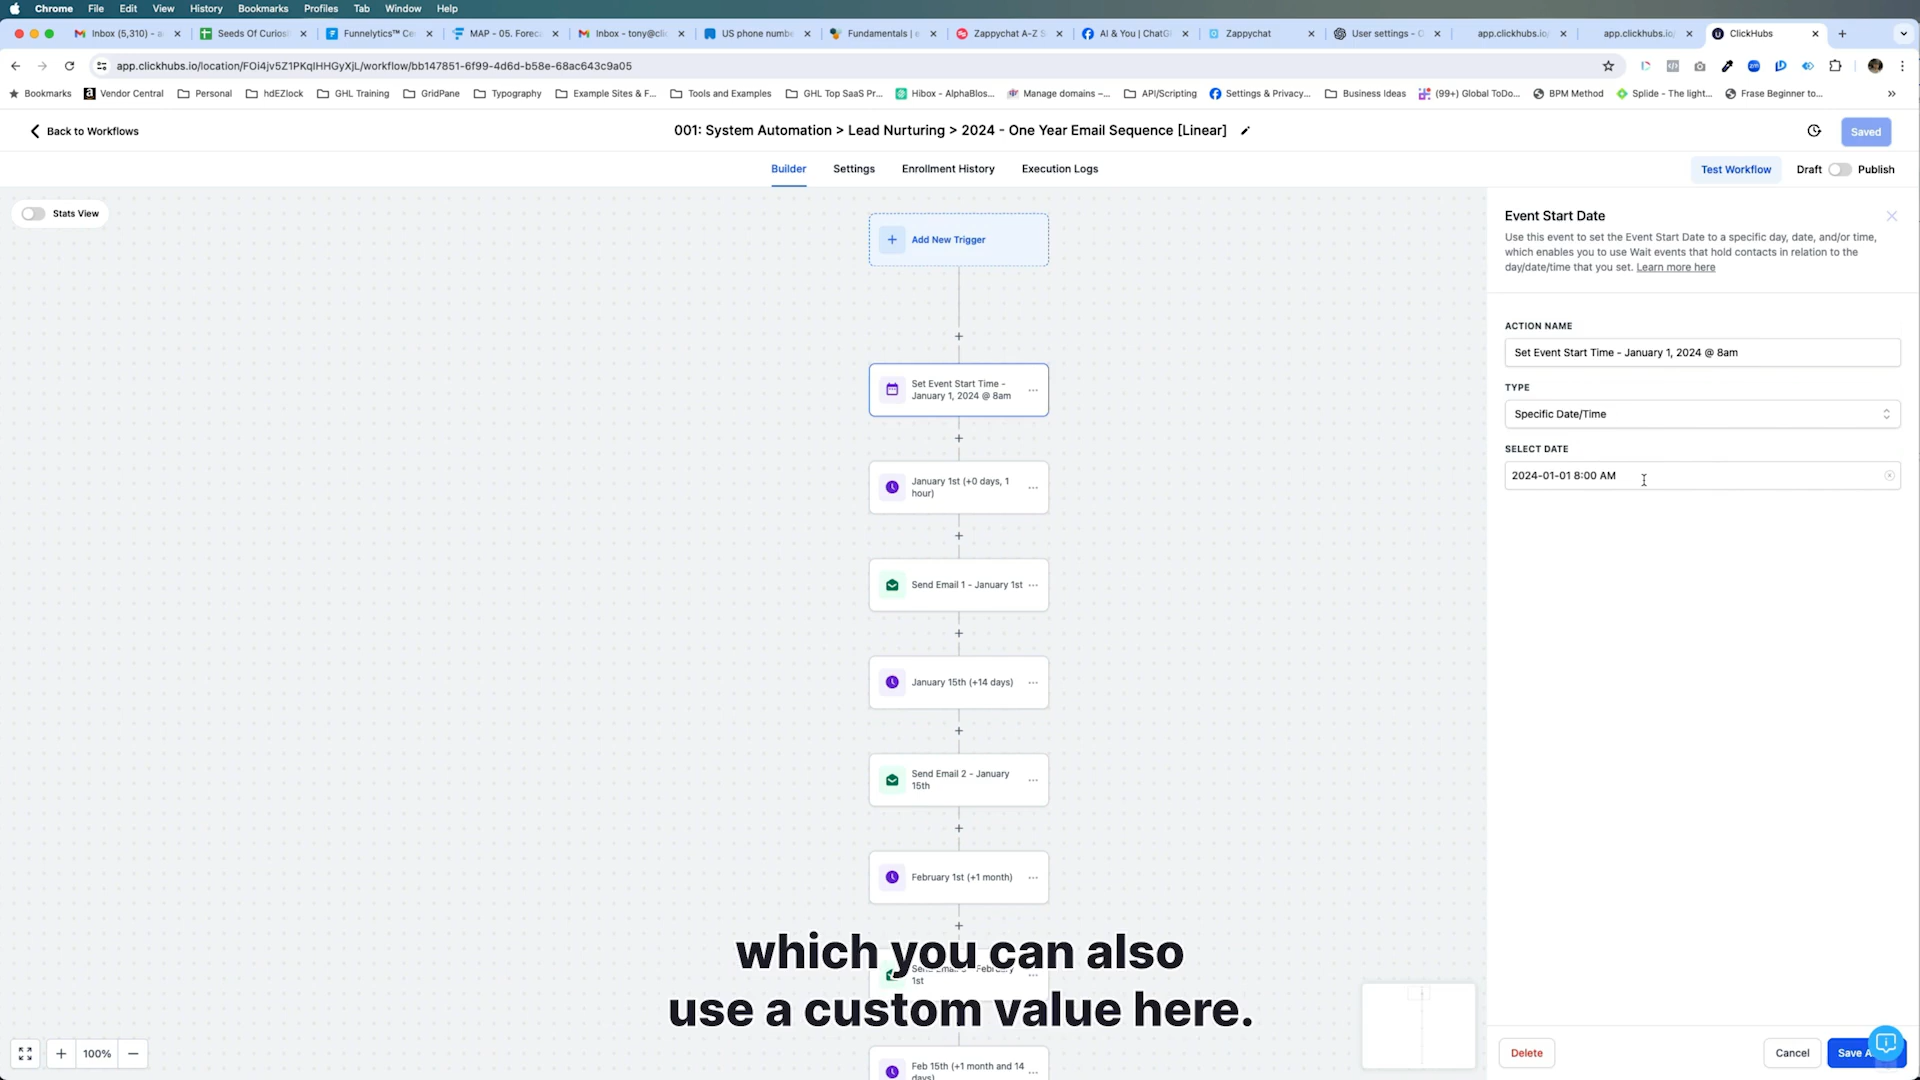 Chrome File Edit View History Bookmarks Profiles Tab Window Help
Inbox (5,310) - a Seeds Of Curios Funnelytics™ Ce MAP - 05. Foreca Inbox - tony@clic US phone numbe Fundamentals | e Zappychat A-Z S AI & You | ChatG Zappychat User settings - O app.clickhubs.io/ app.clickhubs.io/ ClickHubs
app.clickhubs.io/location/FOi4jv5Z1PKqIHHGyXjL/workflow/bb147851-6f99-4d6d-b58e-68ac643c9a05
Bookmarks Vendor Central Personal hdEZlock GHL Training GridPane Typography Example Sites & F... Tools and Examples GHL Top SaaS Pr... Hibox - AlphaBlos... Manage domains –... API/Scripting Settings & Privacy... Business Ideas (99+) Global ToDo... BPM Method Splide - The light... Frase Beginner to...
Back to Workflows
001: System Automation > Lead Nurturing > 2024 - One Year Email Sequence [Linear]
Saved
Builder Settings Enrollment History Execution Logs
Test Workflow Draft Publish
Stats View
Add New Trigger
Set Event Start Time -
January 1, 2024 @ 8am
January 1st (+0 days, 1
hour)
Send Email 1 - January 1st
January 15th (+14 days)
Send Email 2 - January
15th
February 1st (+1 month)
1st
Feb 15th (+1 month and 14
days)
which you can also
use a custom value here.
100%
Event Start Date
Use this event to set the Event Start Date to a specific day, date, and/or time,
which enables you to use Wait events that hold contacts in relation to the
day/date/time that you set. Learn more here
ACTION NAME
Set Event Start Time - January 1, 2024 @ 8am
TYPE
Specific Date/Time
SELECT DATE
2024-01-01 8:00 AM
Delete Cancel Save